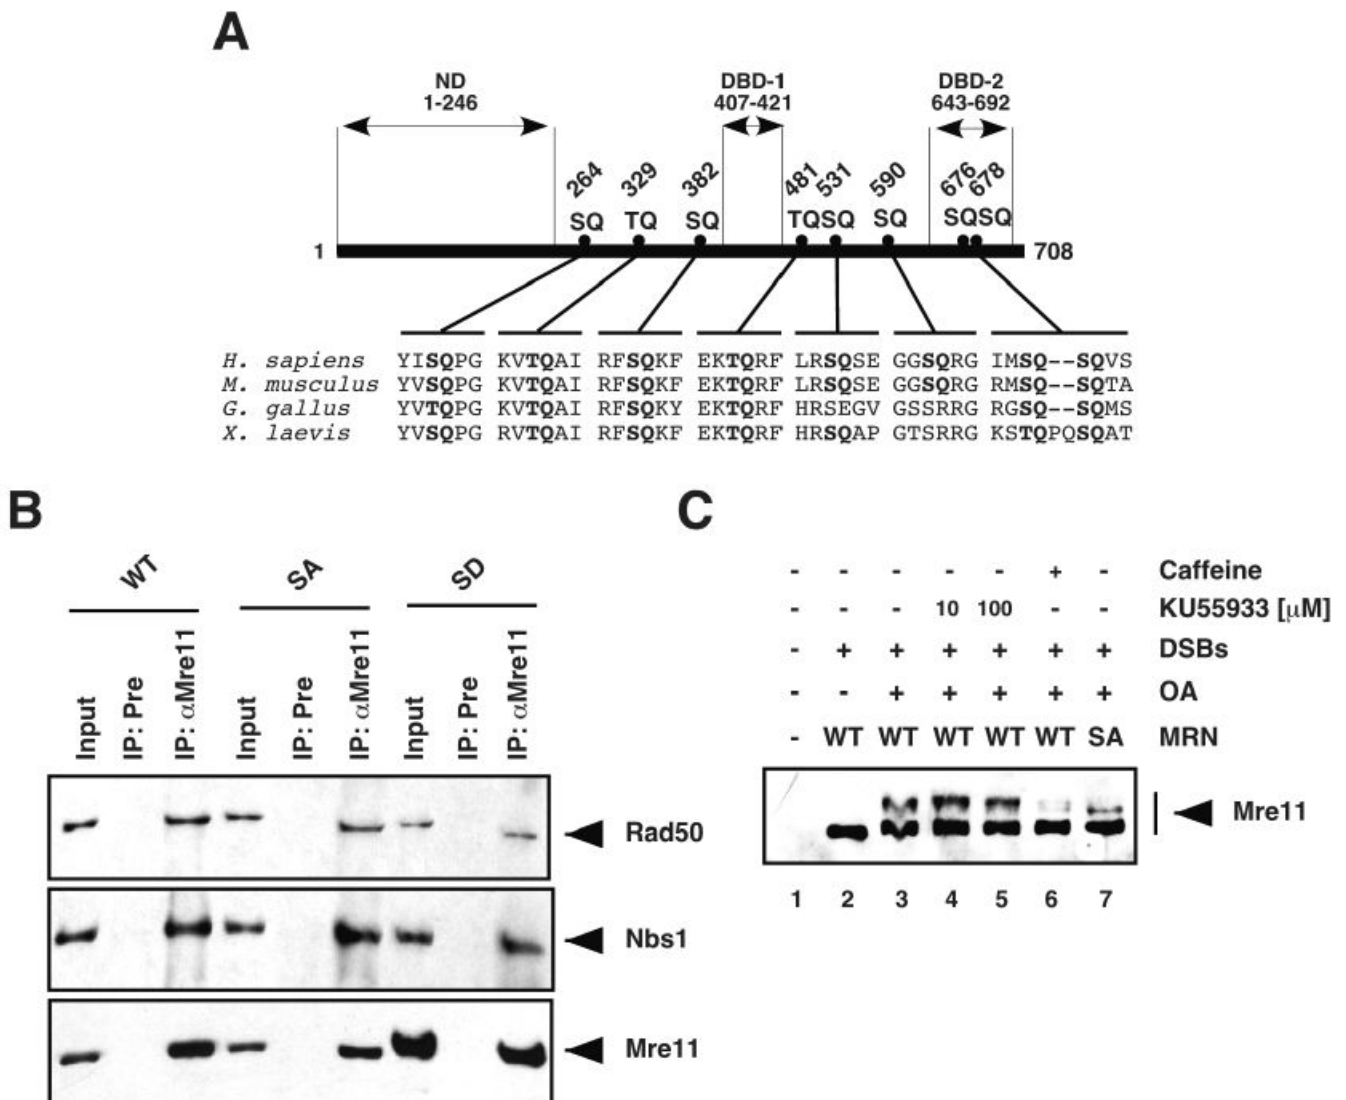 A
ND
1-246
DBD-1
407-421
DBD-2
643-692
264 329 382 481 531 590 676 678
SQ TQ SQ TQSQ SQ SQSQ
1 708
H. sapiens YISQPG KVTQAI RFSQKF EKTQRF LRSQSE GGSQRG IMSQ--SQVS
M. musculus YVSQPG KVTQAI RFSQKF EKTQRF LRSQSE GGSQRG RMSQ--SQTA
G. gallus YVTQPG KVTQAI RFSQKY EKTQRF HRSEGV GSSRRG RGSQ--SQMS
X. laevis YVSQPG RVTQAI RFSQKF EKTQRF HRSQAP GTSRRG KSTQPQSQAT
B
WT SA SD
Input IP: Pre IP: αMre11 Input IP: Pre IP: αMre11 Input IP: Pre IP: αMre11
Rad50
Nbs1
Mre11
C
- - - - - + - Caffeine
- - - 10 100 - - KU55933 [µM]
- + + + + + + DSBs
- - + + + + + OA
- WT WT WT WT WT SA MRN
Mre11
1 2 3 4 5 6 7